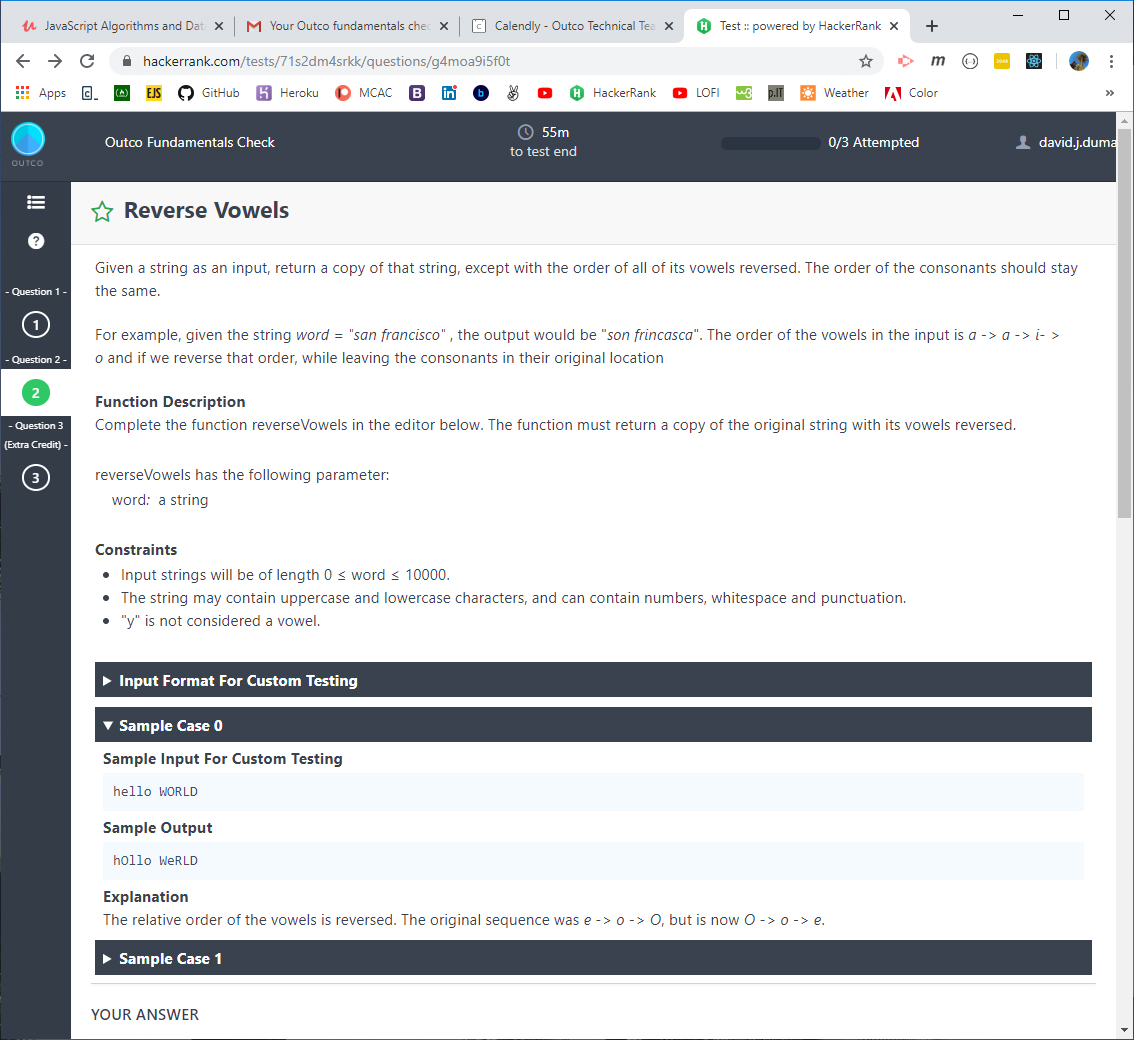 JavaScript Algorithms and Dat
Your Outco fundamentals chec
Calendly - Outco Technical Tea
Test :: powered by HackerRank
hackerrank.com/tests/71s2dm4srkk/questions/g4moa9i5f0t
Apps
EJS
GitHub
Heroku
MCAC
HackerRank
LOFI
Weather
Color
OUTCO
Outco Fundamentals Check
55m
to test end
0/3 Attempted
david.j.duma
Reverse Vowels
- Question 1 -
1
- Question 2 -
2
- Question 3
(Extra Credit) -
3
Given a string as an input, return a copy of that string, except with the order of all of its vowels reversed. The order of the consonants should stay
the same.
For example, given the string word = "san francisco" , the output would be "son frincasca". The order of the vowels in the input is a -> a -> i- >
o and if we reverse that order, while leaving the consonants in their original location
Function Description
Complete the function reverseVowels in the editor below. The function must return a copy of the original string with its vowels reversed.
reverseVowels has the following parameter:
word: a string
Constraints
• Input strings will be of length 0 ≤ word ≤ 10000.
• The string may contain uppercase and lowercase characters, and can contain numbers, whitespace and punctuation.
• "y" is not considered a vowel.
Input Format For Custom Testing
Sample Case 0
Sample Input For Custom Testing
hello WORLD
Sample Output
hOllo WeRLD
Explanation
The relative order of the vowels is reversed. The original sequence was e -> o -> O, but is now O -> o -> e.
Sample Case 1
YOUR ANSWER